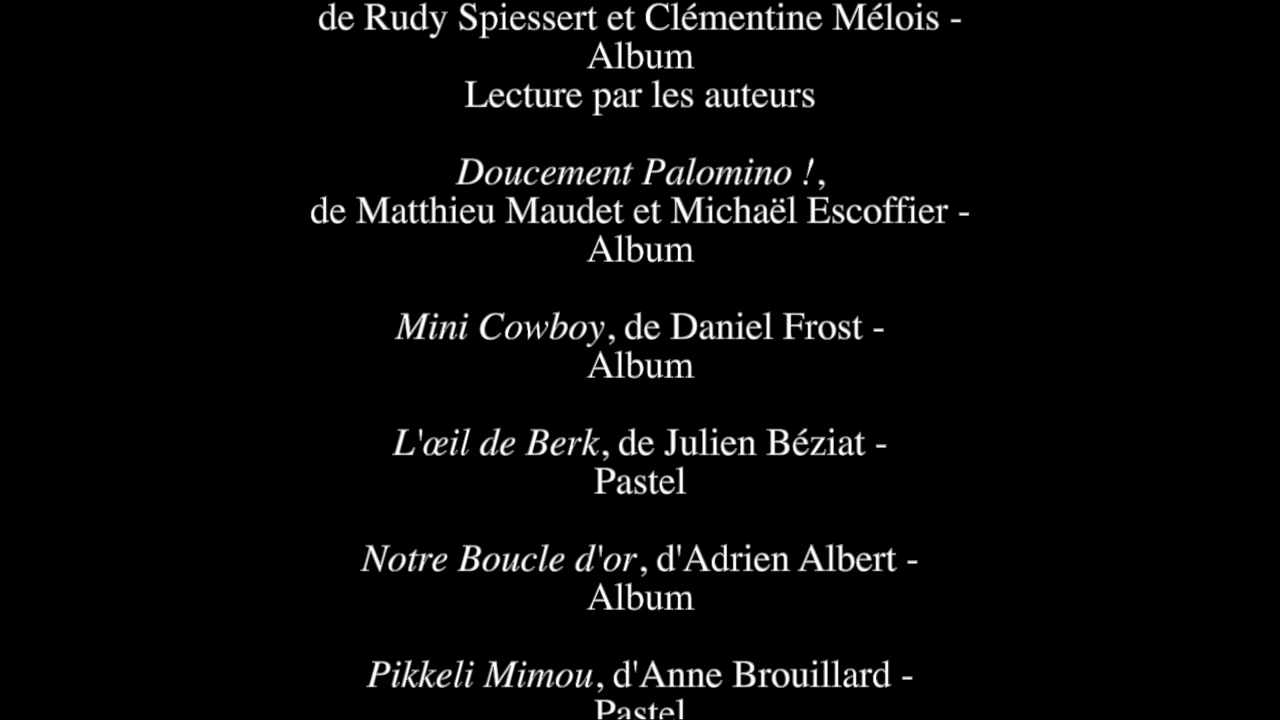 de Rudy Spiessert et Clémentine Mélois -
Album
Lecture par les auteurs
Doucement Palomino !,
de Matthieu Maudet et Michaël Escoffier -
Album
Mini Cowboy, de Daniel Frost -
Album
L'œil de Berk, de Julien Béziat -
Pastel
Notre Boucle d'or, d'Adrien Albert -
Album
Pikkeli Mimou, d'Anne Brouillard -
Pastel